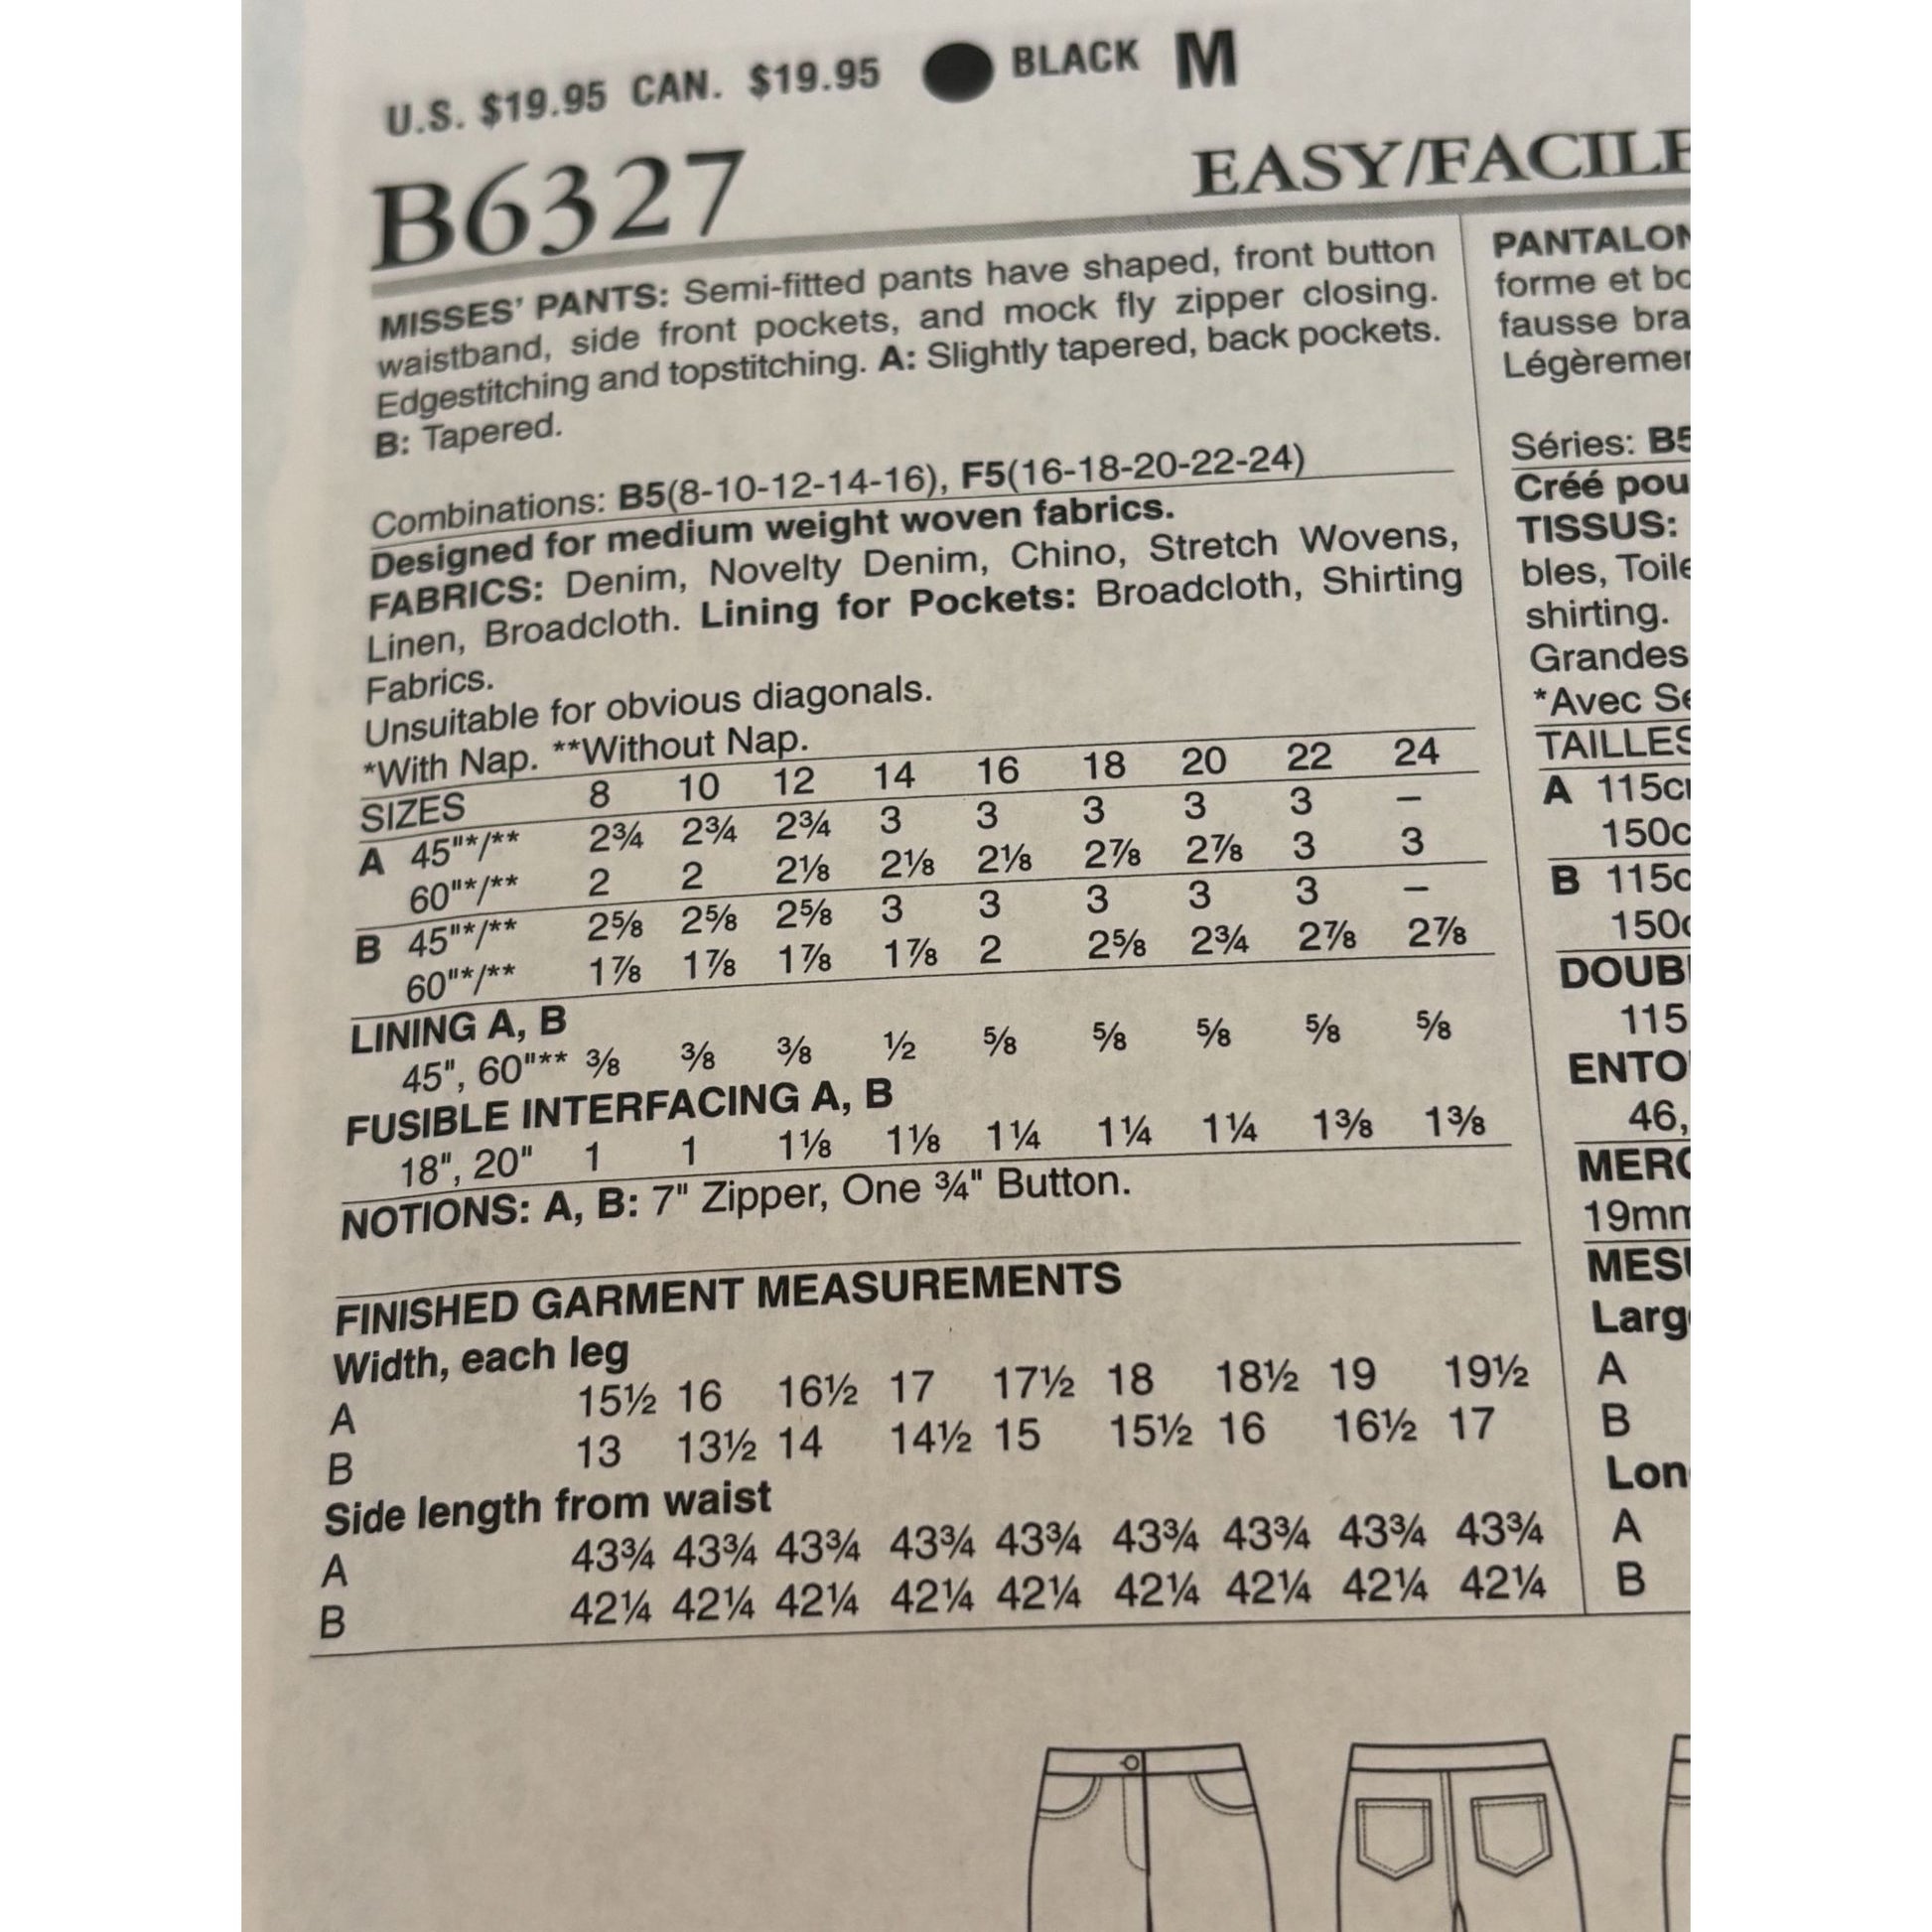 U.S. $19.95 CAN. $19.95 BLACK M
B6327 EASY/FACILE
MISSES' PANTS: Semi-fitted pants have shaped, front button
waistband, side front pockets, and mock fly zipper closing.
Edgestitching and topstitching. A: Slightly tapered, back pockets.
B: Tapered.
Combinations: B5(8-10-12-14-16), F5(16-18-20-22-24)
Designed for medium weight woven fabrics.
FABRICS: Denim, Novelty Denim, Chino, Stretch Wovens,
Linen, Broadcloth. Lining for Pockets: Broadcloth, Shirting
Fabrics.
Unsuitable for obvious diagonals.
*With Nap. **Without Nap.
SIZES 8 10 12 14 16 18 20 22 24
A 45"*/** 2¾ 2¾ 2¾ 3 3 3 3 3 –
60"*/** 2 2 2⅛ 2⅛ 2⅛ 2⅞ 2⅞ 3 3
B 45"*/** 2⅝ 2⅝ 2⅝ 3 3 3 3 3 –
60"*/** 1⅞ 1⅞ 1⅞ 1⅞ 2 2⅝ 2¾ 2⅞ 2⅞
LINING A, B
45", 60"** ⅜ ⅜ ⅜ ½ ⅝ ⅝ ⅝ ⅝ ⅝
FUSIBLE INTERFACING A, B
18", 20" 1 1 1⅛ 1⅛ 1¼ 1¼ 1¼ 1⅜ 1⅜
NOTIONS: A, B: 7" Zipper, One ¾" Button.
FINISHED GARMENT MEASUREMENTS
Width, each leg
A 15½ 16 16½ 17 17½ 18 18½ 19 19½
B 13 13½ 14 14½ 15 15½ 16 16½ 17
Side length from waist
A 43¾ 43¾ 43¾ 43¾ 43¾ 43¾ 43¾ 43¾ 43¾
B 42¼ 42¼ 42¼ 42¼ 42¼ 42¼ 42¼ 42¼ 42¼
PANTALON
forme et bo
fausse bra
Légèremen
Séries: B5
Créé pou
TISSUS:
bles, Toile
shirting.
Grandes
*Avec Se
TAILLES
A 115cm
150c
B 115c
150c
DOUB
115
ENTO
46,
MERC
19mm
MESU
Larg
A
B
Lon
A
B